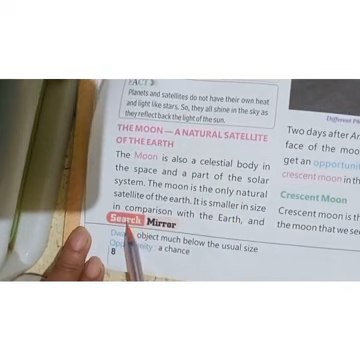 FACT
Planets and satellites do not have their own heat
and light like stars. So, they all shine in the sky as
they reflect back the light of the sun.
THE MOON — A NATURAL SATELLITE
OF THE EARTH
The Moon is also a celestial body in
the space and a part of the solar
system. The moon is the only natural
satellite of the earth. It is smaller in size
in comparison with the Earth, and
Search Mirror
object much below the usual size
Opportunity a chance
8
Different
Two days after
face of the moo
get an opportuni
crescent moon in th
Crescent Moon
Crescent moon is th
the moon that we see